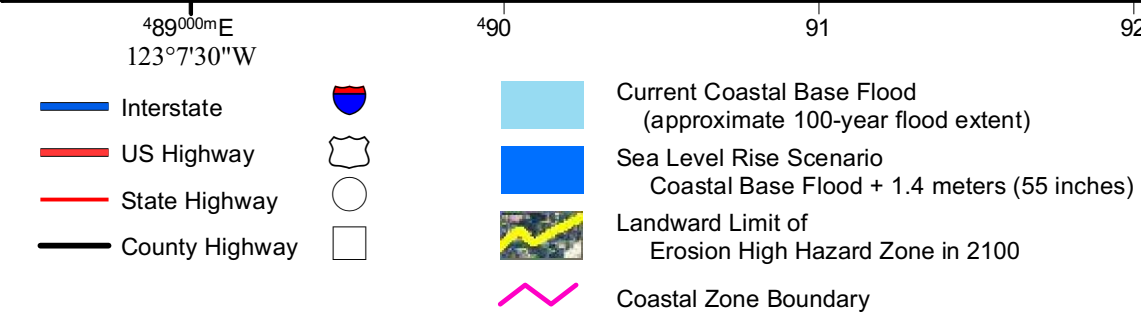 ⁴89⁰⁰⁰ᵐE
⁴90
91
92
123°7'30"W
Interstate
US Highway
State Highway
County Highway
Current Coastal Base Flood
(approximate 100-year flood extent)
Sea Level Rise Scenario
Coastal Base Flood + 1.4 meters (55 inches)
Landward Limit of
Erosion High Hazard Zone in 2100
Coastal Zone Boundary